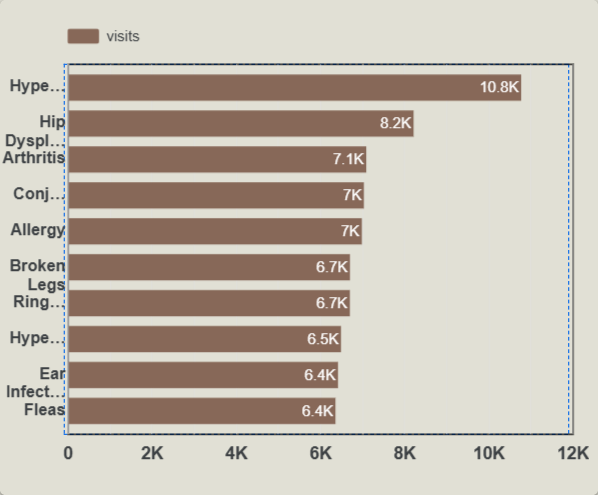 visits
Hype…
10.8K
Hip
Dyspl…
8.2K
Arthritis
7.1K
Conj…
7K
Allergy
7K
Broken
Legs
6.7K
Ring…
6.7K
Hype…
6.5K
Ear
Infect…
6.4K
Fleas
6.4K
0 2K 4K 6K 8K 10K 12K